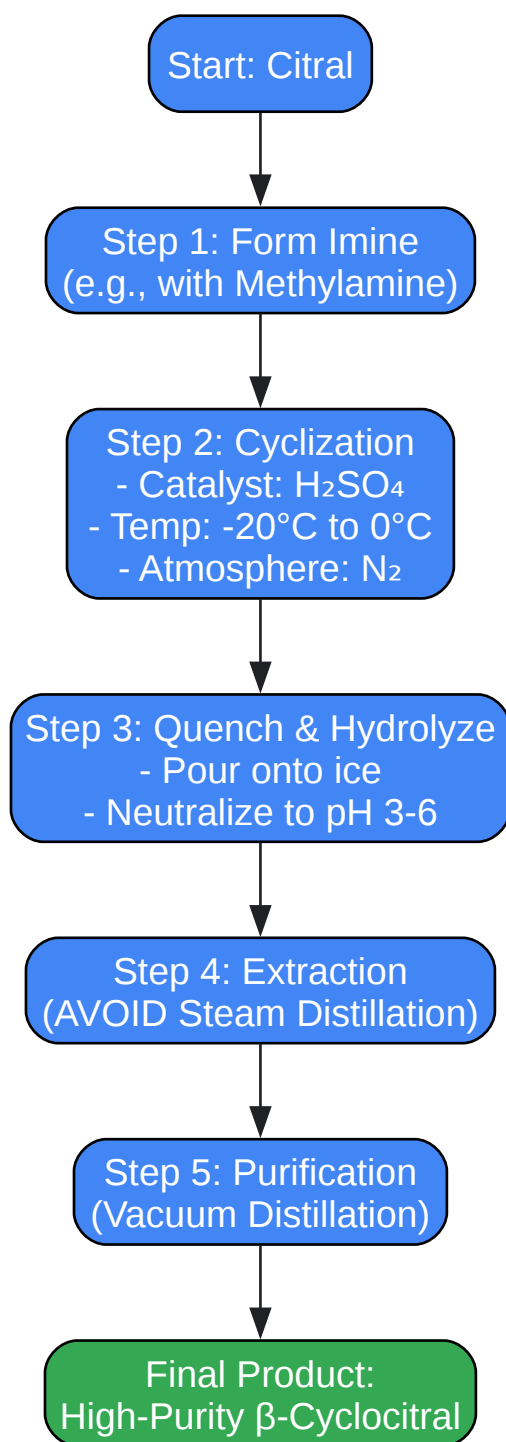 Start: Citral
Step 1: Form Imine
(e.g., with Methylamine)
Step 2: Cyclization
- Catalyst: H₂SO₄
- Temp: -20°C to 0°C
- Atmosphere: N₂
Step 3: Quench & Hydrolyze
- Pour onto ice
- Neutralize to pH 3-6
Step 4: Extraction
(AVOID Steam Distillation)
Step 5: Purification
(Vacuum Distillation)
Final Product:
High-Purity β-Cyclocitral